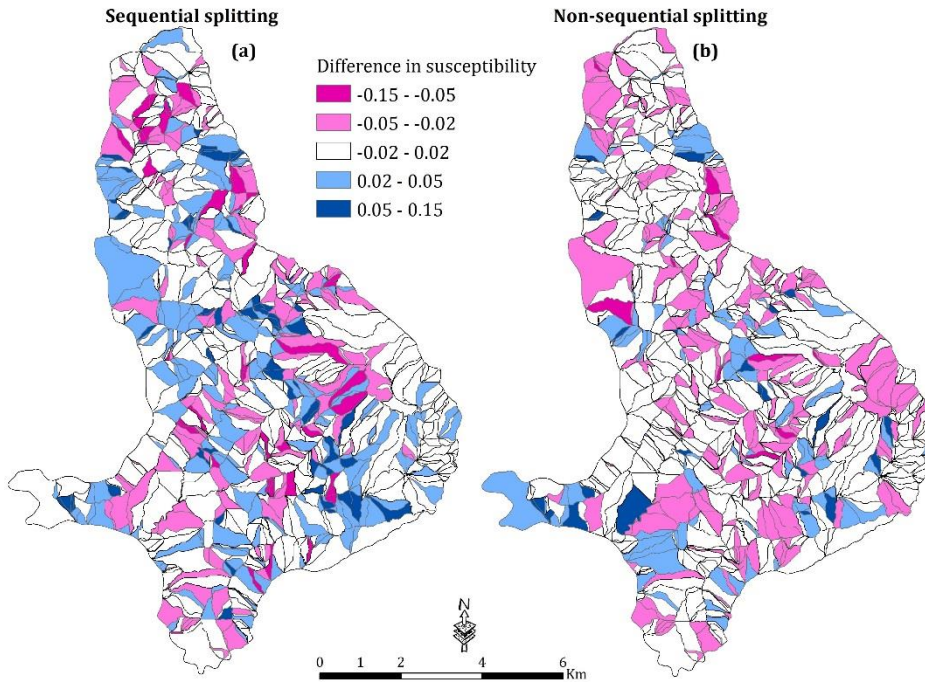 Sequential splitting
Non-sequential splitting
(a)
(b)
Difference in susceptibility
-0.15 - -0.05
-0.05 - -0.02
-0.02 - 0.02
0.02 - 0.05
0.05 - 0.15
N
0 1 2 4 6
Km